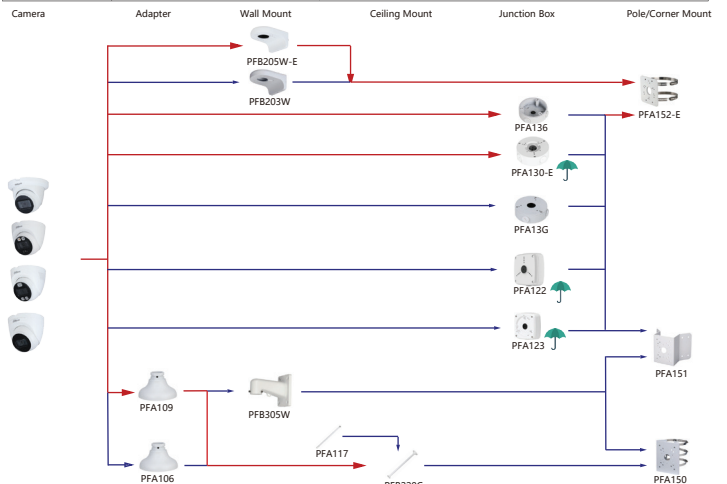 Camera Adapter Wall Mount Ceiling Mount Junction Box Pole/Corner Mount
PFB205W-E
PFB203W
PFA152-E
PFA136
PFA130-E
PFA13G
PFA122
PFA123
PFA151
PFA109
PFB305W
PFA117
PFA106
PFA150